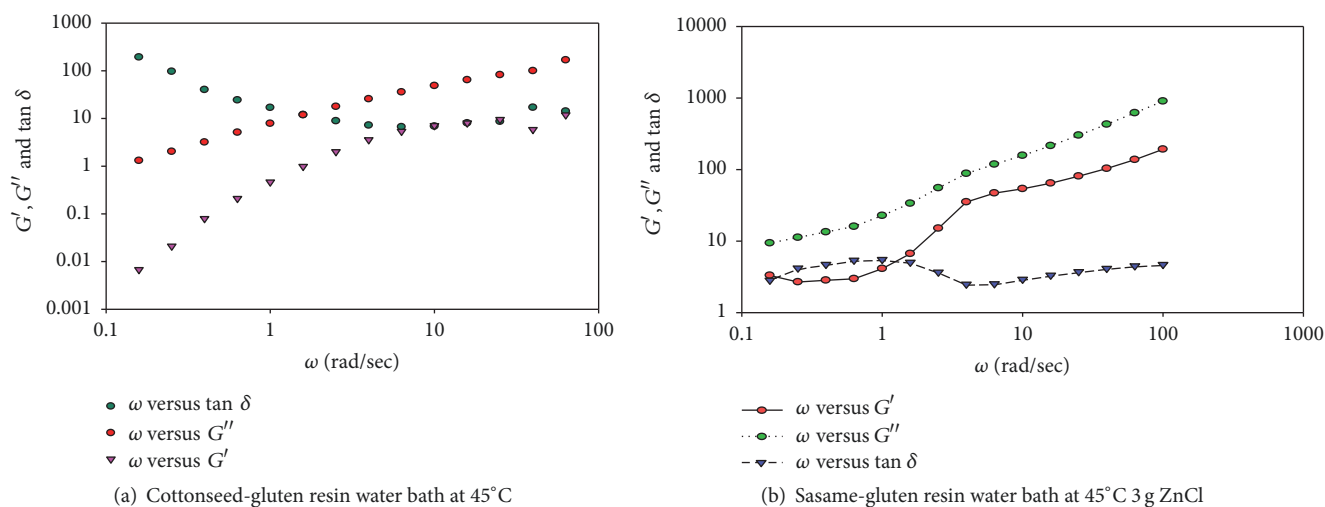 1000
100
10
1
0.1
0.01
0.001
G′, G″ and tan δ
0.1
1
10
100
ω (rad/sec)
ω versus tan δ
ω versus G″
ω versus G′
(a) Cottonseed-gluten resin water bath at 45°C
10000
1000
100
10
1
G′, G″ and tan δ
0.1
1
10
100
1000
ω (rad/sec)
ω versus G′
ω versus G″
ω versus tan δ
(b) Sasame-gluten resin water bath at 45°C 3 g ZnCl